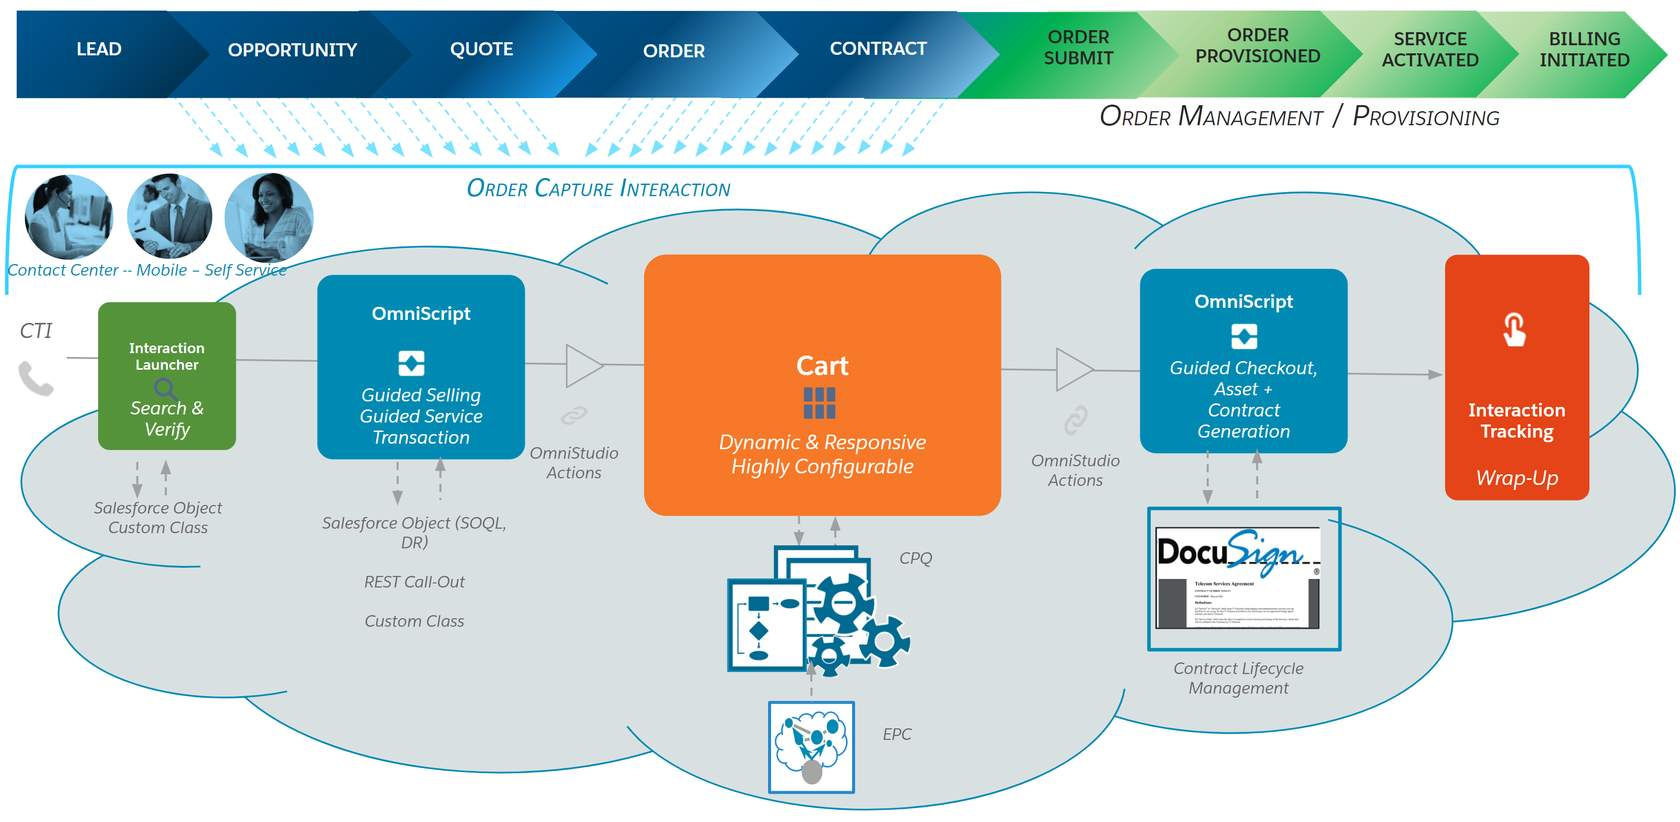 LEAD
OPPORTUNITY
QUOTE
ORDER
CONTRACT
ORDER
SUBMIT
ORDER
PROVISIONED
SERVICE
ACTIVATED
BILLING
INITIATED
ORDER MANAGEMENT / PROVISIONING
ORDER CAPTURE INTERACTION
Contact Center -- Mobile – Self Service
CTI
Interaction
Launcher
Search &
Verify
Salesforce Object
Custom Class
OmniScript
Guided Selling
Guided Service
Transaction
Salesforce Object (SOQL,
DR)
REST Call-Out
Custom Class
OmniStudio
Actions
Cart
Dynamic & Responsive
Highly Configurable
CPQ
EPC
OmniStudio
Actions
OmniScript
Guided Checkout,
Asset +
Contract
Generation
DocuSign
®
Telecom Services Agreement
Contract Lifecycle
Management
Interaction
Tracking
Wrap-Up